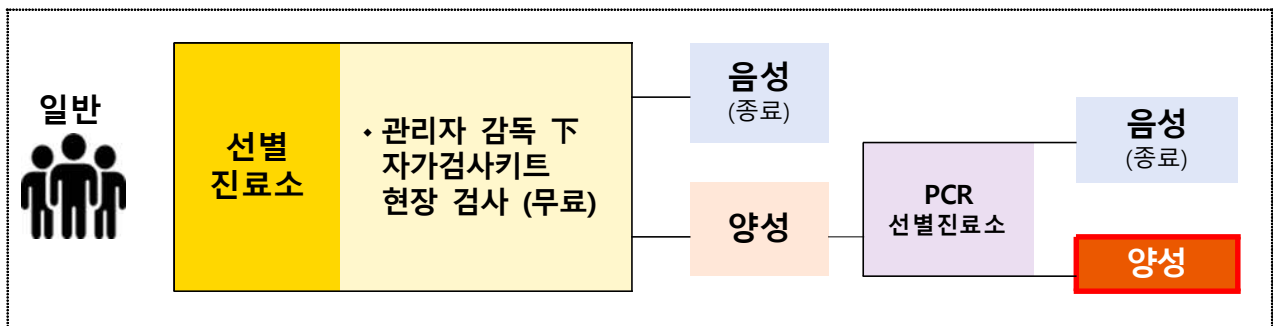 일반
선별
진료소
• 관리자 감독 下
자가검사키트
현장 검사 (무료)
음성
(종료)
양성
PCR
선별진료소
음성
(종료)
양성